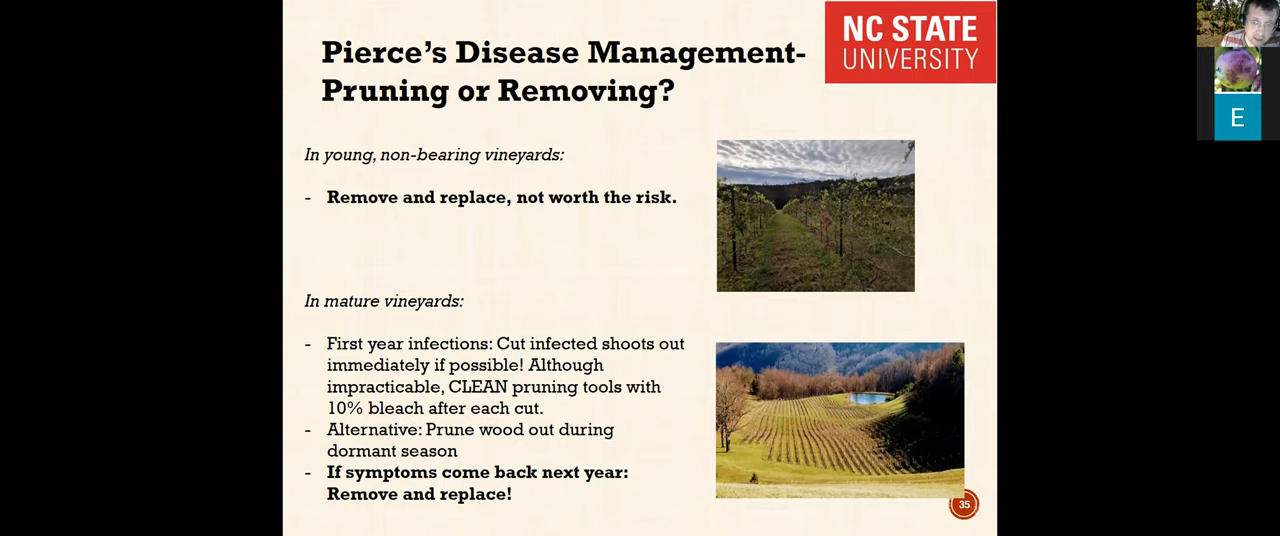 Pierce's Disease Management-
Pruning or Removing?
NC STATE
UNIVERSITY
E
In young, non-bearing vineyards:
- Remove and replace, not worth the risk.
In mature vineyards:
- First year infections: Cut infected shoots out
immediately if possible! Although
impracticable, CLEAN pruning tools with
10% bleach after each cut.
- Alternative: Prune wood out during
dormant season
- If symptoms come back next year:
Remove and replace!
35